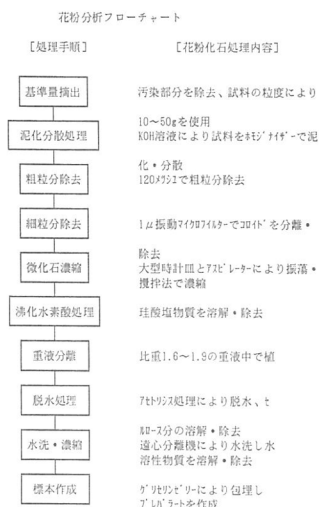 花粉分析フローチャート
［処理手順］
［花粉化石処理内容］
基準量摘出
汚染部分を除去、試料の粒度により
10～50gを使用
泥化分散処理
KOH溶液により試料をﾎﾓｼﾞﾅｲｻﾞｰで泥
化・分散
粗粒分除去
120ﾒｯｼｭで粗粒分除去
細粒分除去
1μ振動ﾏｲｸﾛﾌｨﾙﾀｰでｺﾛｲﾄﾞを分離・
除去
微化石濃縮
大型時計皿とｱｽﾋﾟﾚｰﾀｰにより振蕩・
攪拌法で濃縮
沸化水素酸処理
珪酸塩物質を溶解・除去
重液分離
比重1.6～1.9の重液中で植
脱水処理
ｱｾﾄﾘｼｽ処理により脱水、ｾ
ﾙﾛｰｽ分の溶解・除去
水洗・濃縮
遠心分離機により水洗し水
溶性物質を溶解・除去
標本作成
ｸﾞﾘｾﾘﾝｾﾞﾘｰにより包埋し
ﾌﾟﾚﾊﾟﾗｰﾄを作成